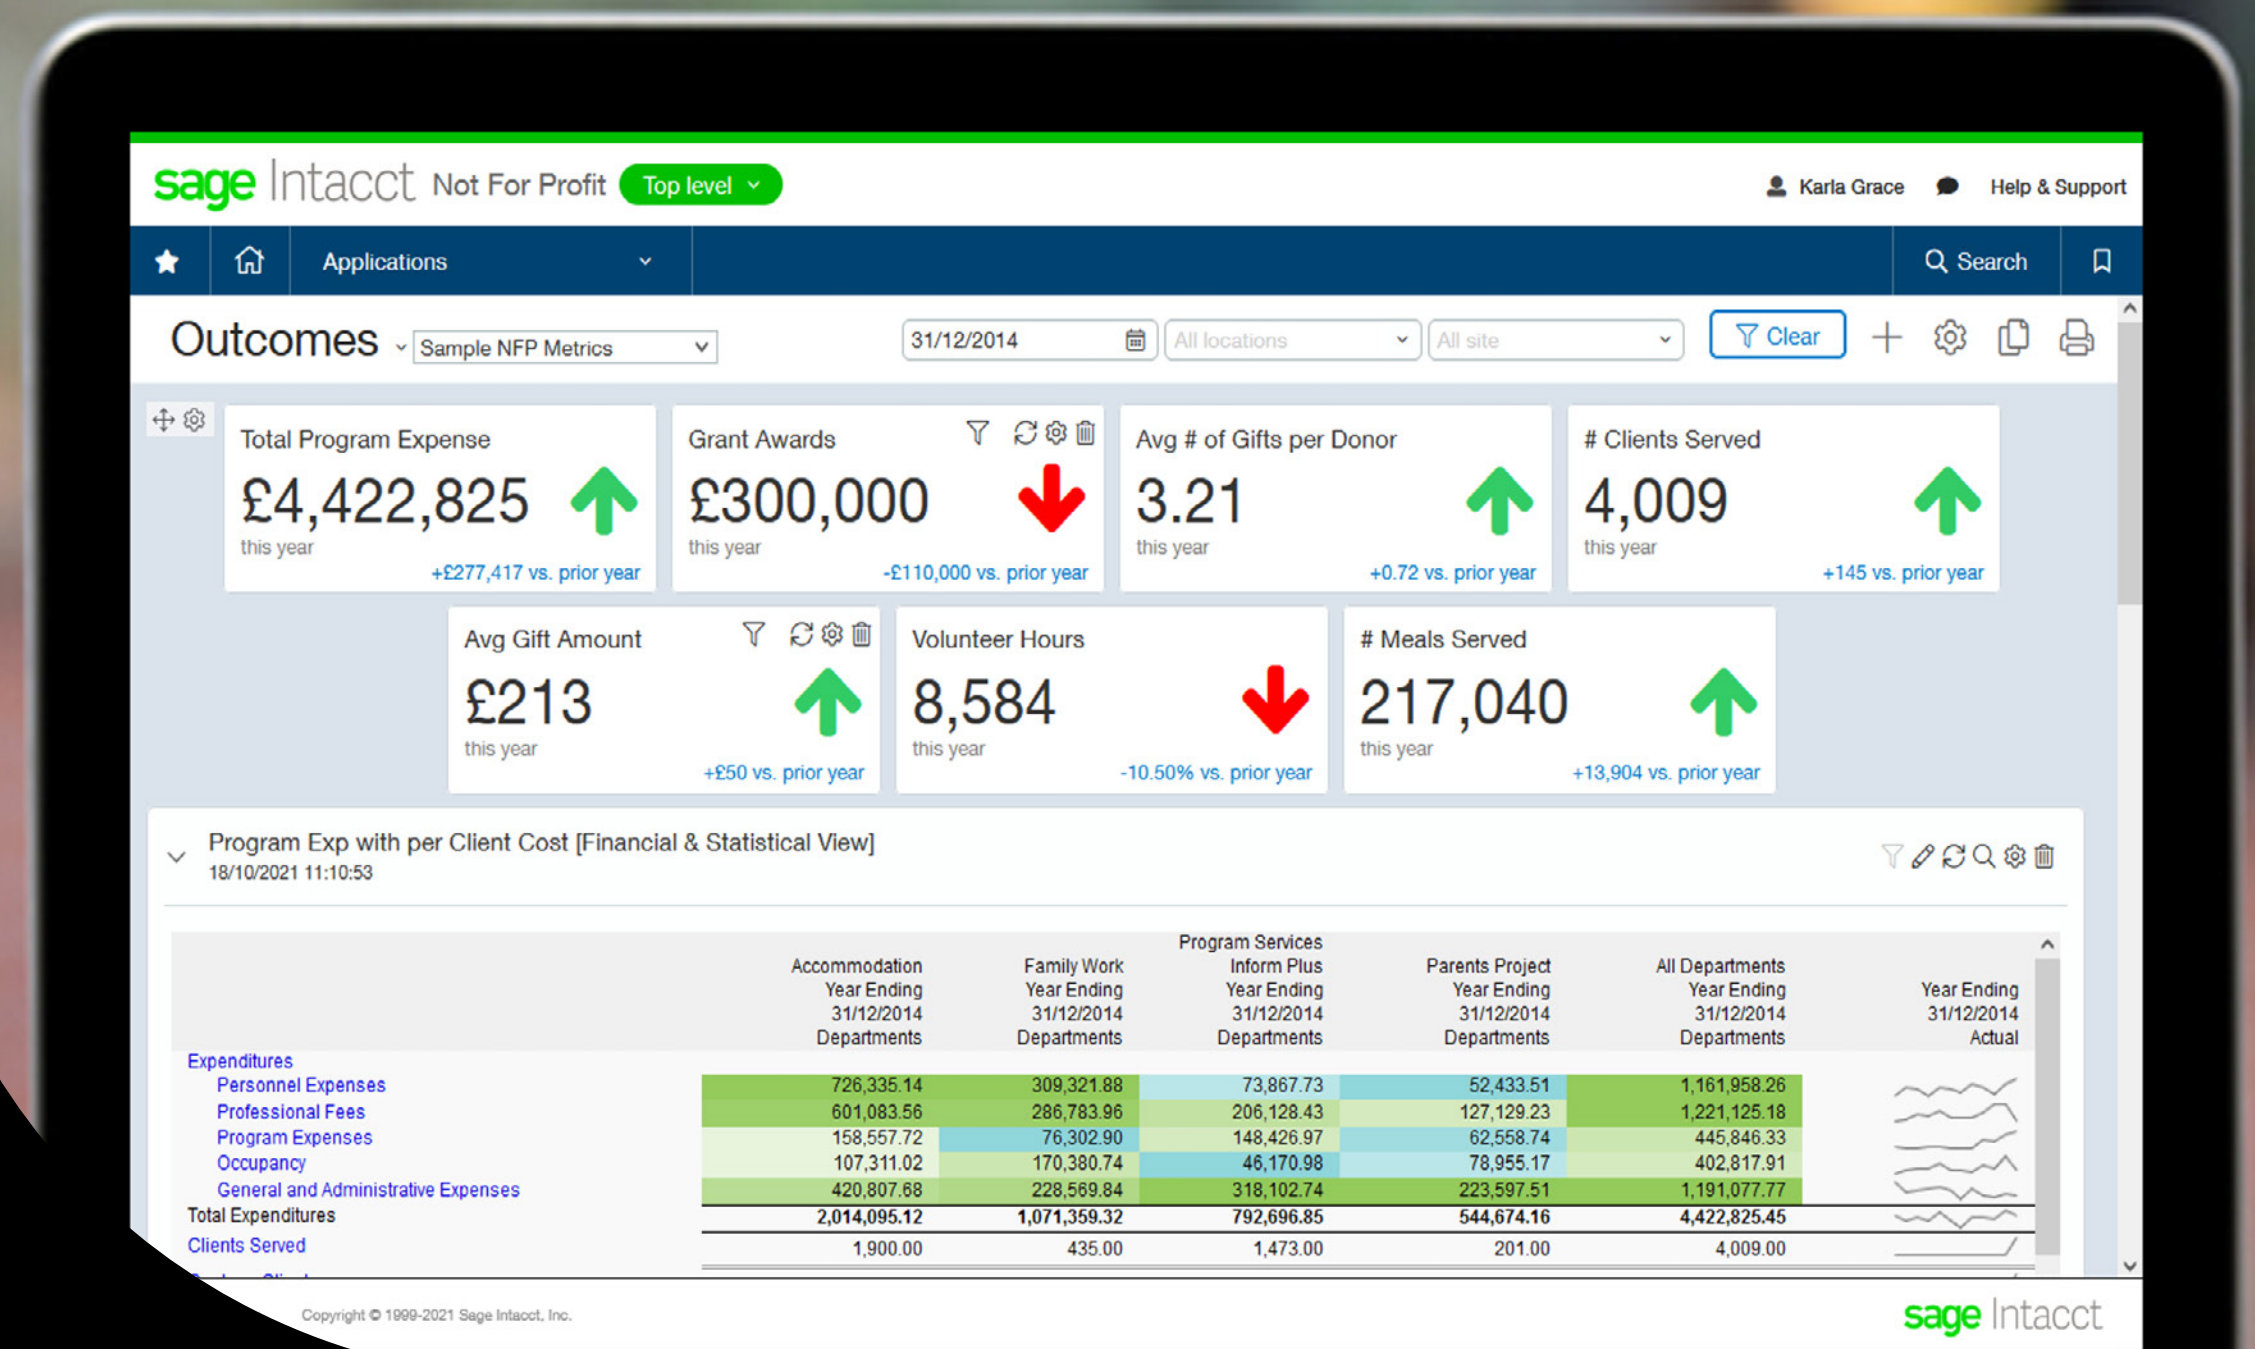 sage Intacct Not For Profit Top level
Karla Grace Help & Support
Applications
Search
Outcomes Sample NFP Metrics 31/12/2014 All locations All site Clear
Total Program Expense
£4,422,825
this year
+£277,417 vs. prior year
Grant Awards
£300,000
this year
-£110,000 vs. prior year
Avg # of Gifts per Donor
3.21
this year
+0.72 vs. prior year
# Clients Served
4,009
this year
+145 vs. prior year
Avg Gift Amount
£213
this year
+£50 vs. prior year
Volunteer Hours
8,584
this year
-10.50% vs. prior year
# Meals Served
217,040
this year
+13,904 vs. prior year
Program Exp with per Client Cost [Financial & Statistical View]
18/10/2021 11:10:53
Program Services
Accommodation Family Work Inform Plus Parents Project All Departments
Year Ending Year Ending Year Ending Year Ending Year Ending Year Ending
31/12/2014 31/12/2014 31/12/2014 31/12/2014 31/12/2014 31/12/2014
Departments Departments Departments Departments Departments Actual
Expenditures
Personnel Expenses 726,335.14 309,321.88 73,867.73 52,433.51 1,161,958.26
Professional Fees 601,083.56 286,783.96 206,128.43 127,129.23 1,221,125.18
Program Expenses 158,557.72 76,302.90 148,426.97 62,558.74 445,846.33
Occupancy 107,311.02 170,380.74 46,170.98 78,955.17 402,817.91
General and Administrative Expenses 420,807.68 228,569.84 318,102.74 223,597.51 1,191,077.77
Total Expenditures 2,014,095.12 1,071,359.32 792,696.85 544,674.16 4,422,825.45
Clients Served 1,900.00 435.00 1,473.00 201.00 4,009.00
Copyright © 1999-2021 Sage Intacct, Inc.
sage Intacct